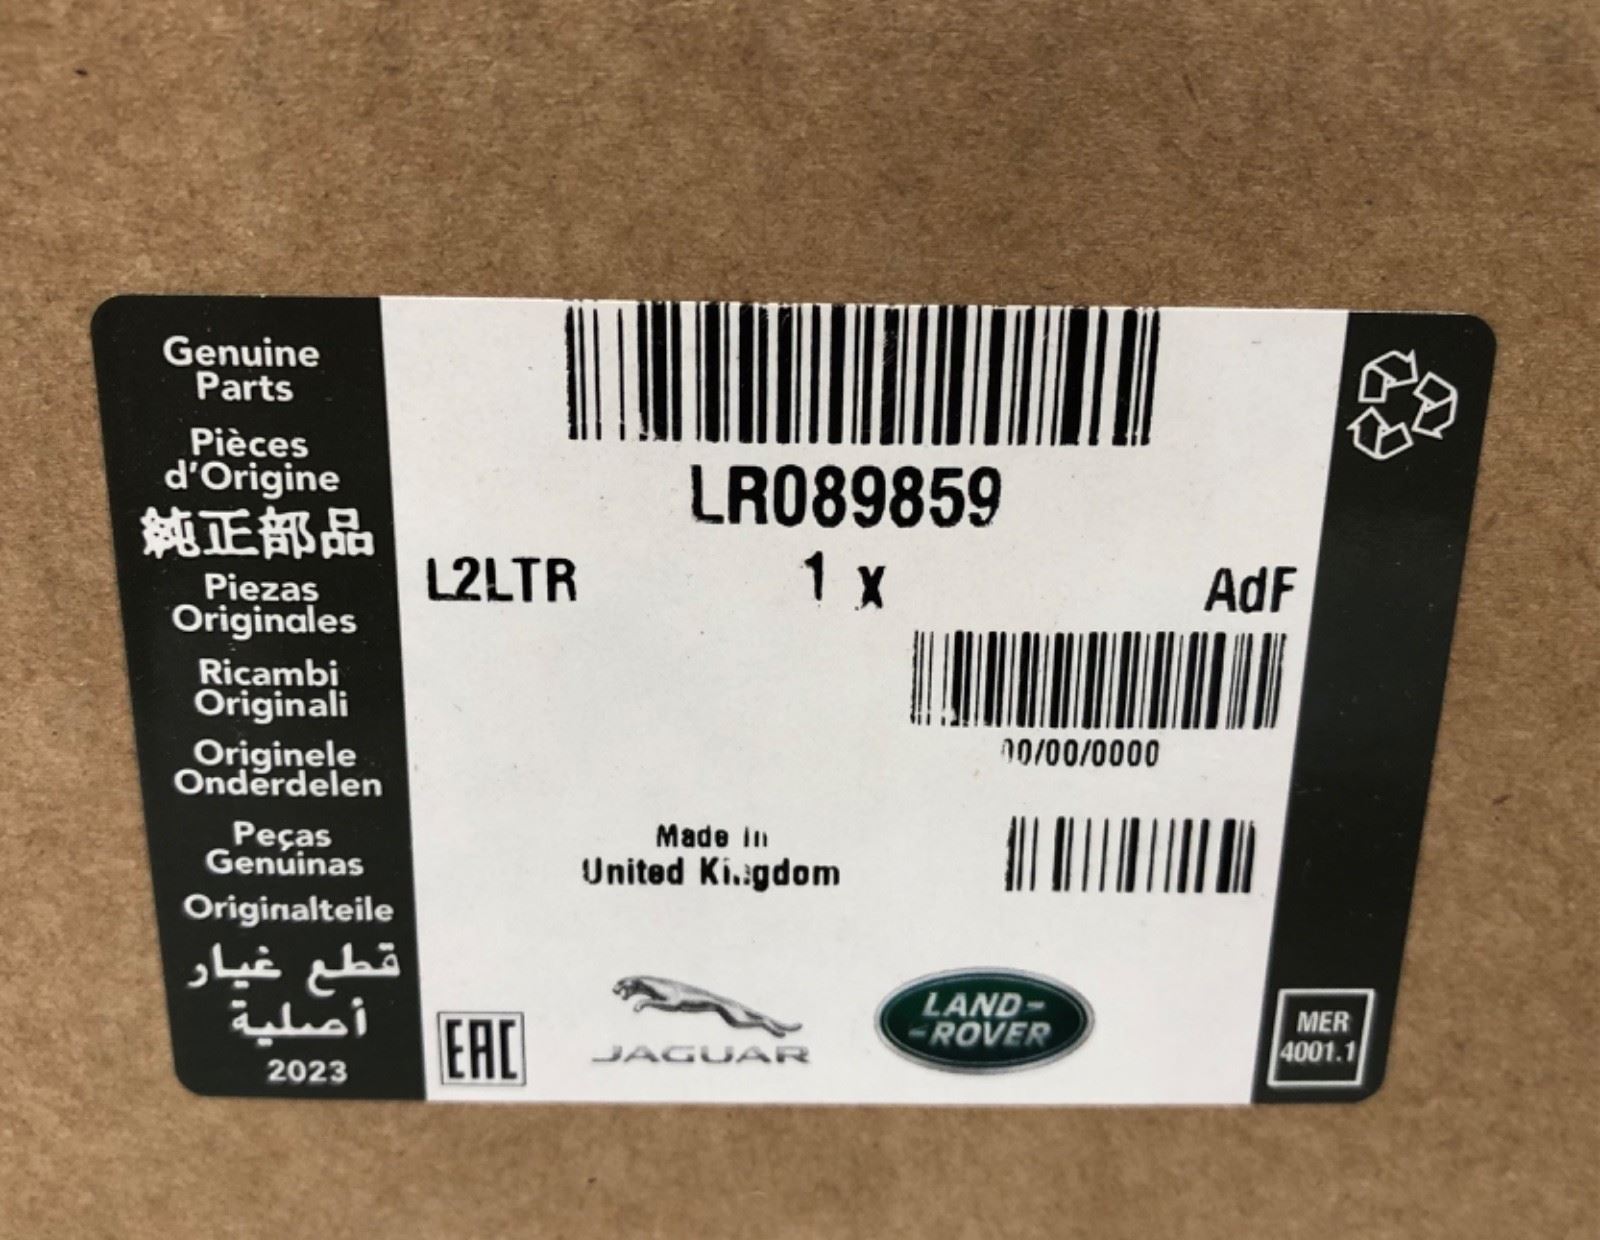 Genuine
Parts
Pièces
d'Origine
純正部品
Piezas
Originales
Ricambi
Originali
Originele
Onderdelen
Peças
Genuinas
Originalteile
قطع غيار
أصلية
2023
LR089859
L2LTR 1 x AdF
00/00/0000
Made in
United Kingdom
EAC
JAGUAR
LAND-
-ROVER
MER
4001.1